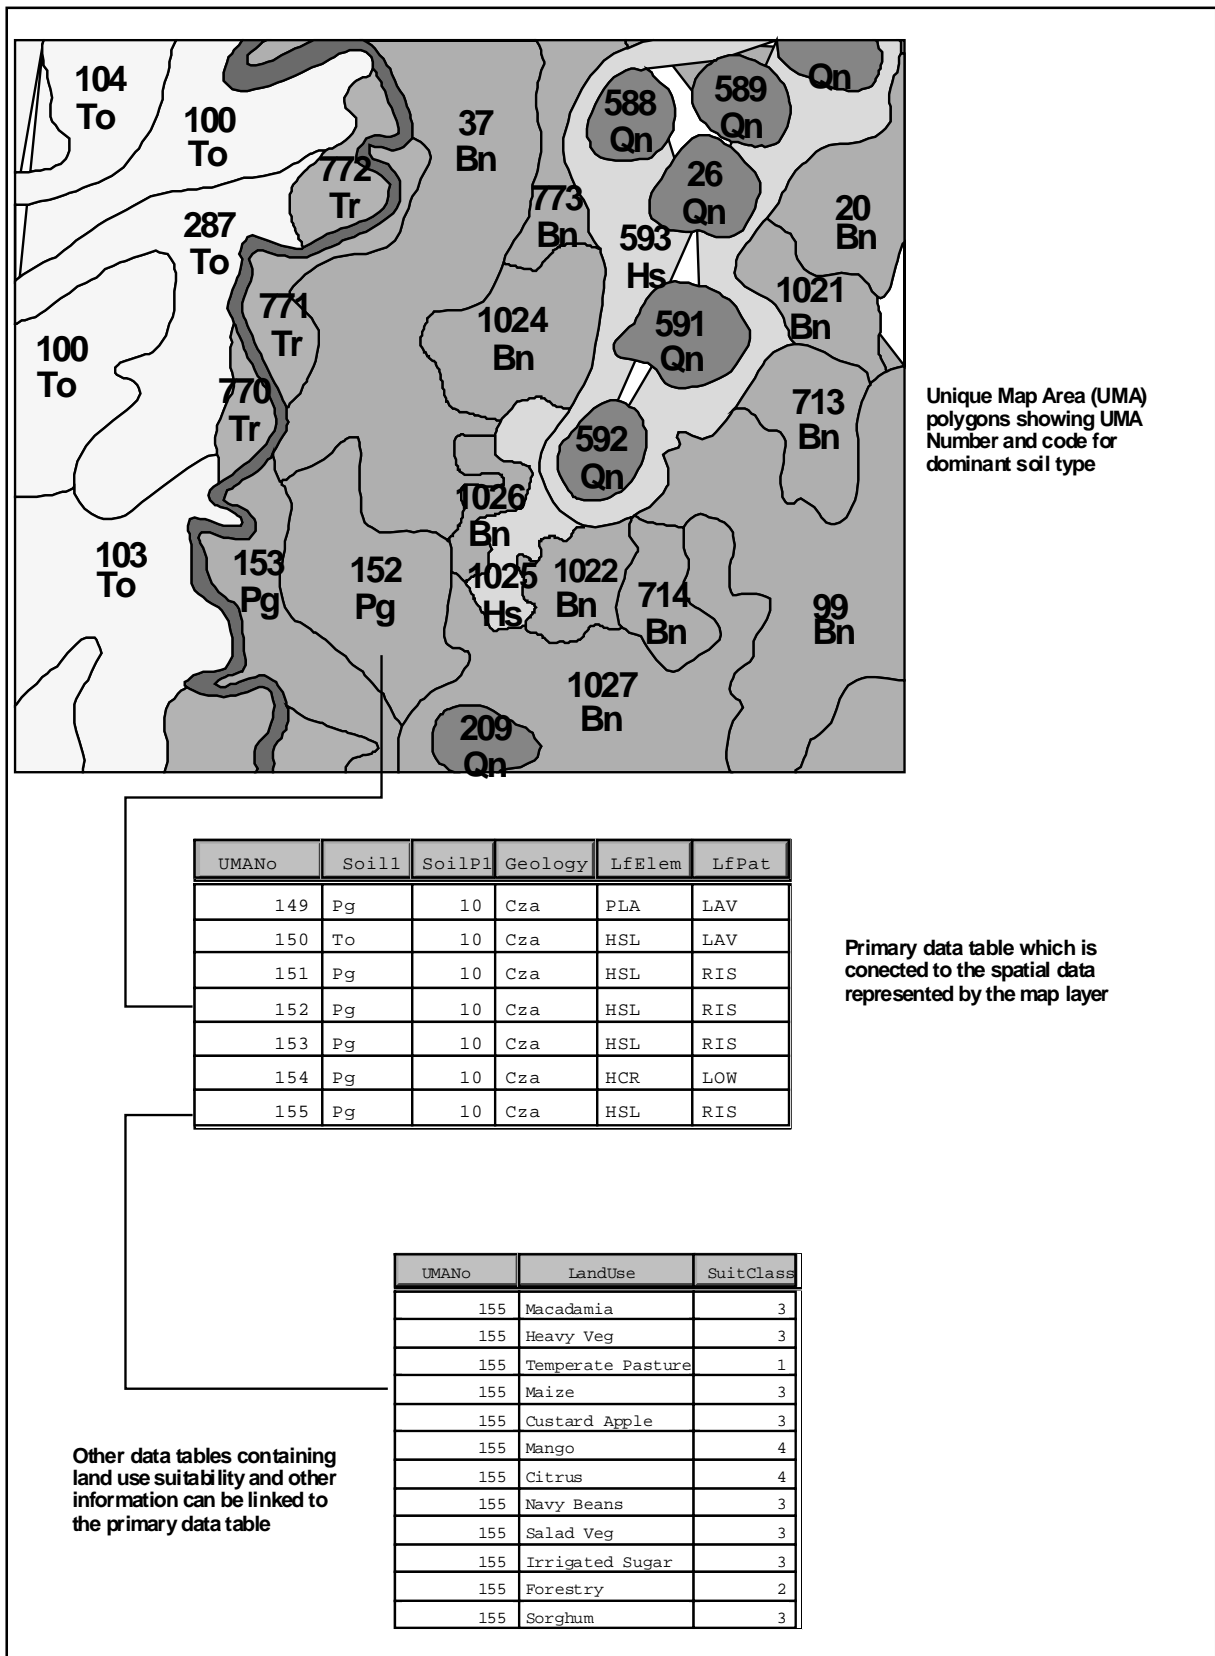 104
To
100
To
37
Bn
588
Qn
589
Qn
Qn
772
Tr
773
Bn
26
Qn
20
Bn
287
To
593
Hs
771
Tr
1024
Bn
591
Qn
1021
Bn
100
To
770
Tr
592
Qn
713
Bn
1026
Bn
103
To
153
Pg
152
Pg
1025
Hs
1022
Bn
714
Bn
99
Bn
1027
Bn
209
Qn
Unique Map Area (UMA)
polygons showing UMA
Number and code for
dominant soil type
UMANo Soil1 SoilP1 Geology LfElem LfPat
149 Pg 10 Cza PLA LAV
150 To 10 Cza HSL LAV
151 Pg 10 Cza HSL RIS
152 Pg 10 Cza HSL RIS
153 Pg 10 Cza HSL RIS
154 Pg 10 Cza HCR LOW
155 Pg 10 Cza HSL RIS
Primary data table which is
conected to the spatial data
represented by the map layer
UMANo LandUse SuitClass
155 Macadamia 3
155 Heavy Veg 3
155 Temperate Pasture 1
155 Maize 3
155 Custard Apple 3
155 Mango 4
155 Citrus 4
155 Navy Beans 3
155 Salad Veg 3
155 Irrigated Sugar 3
155 Forestry 2
155 Sorghum 3
Other data tables containing
land use suitability and other
information can be linked to
the primary data table